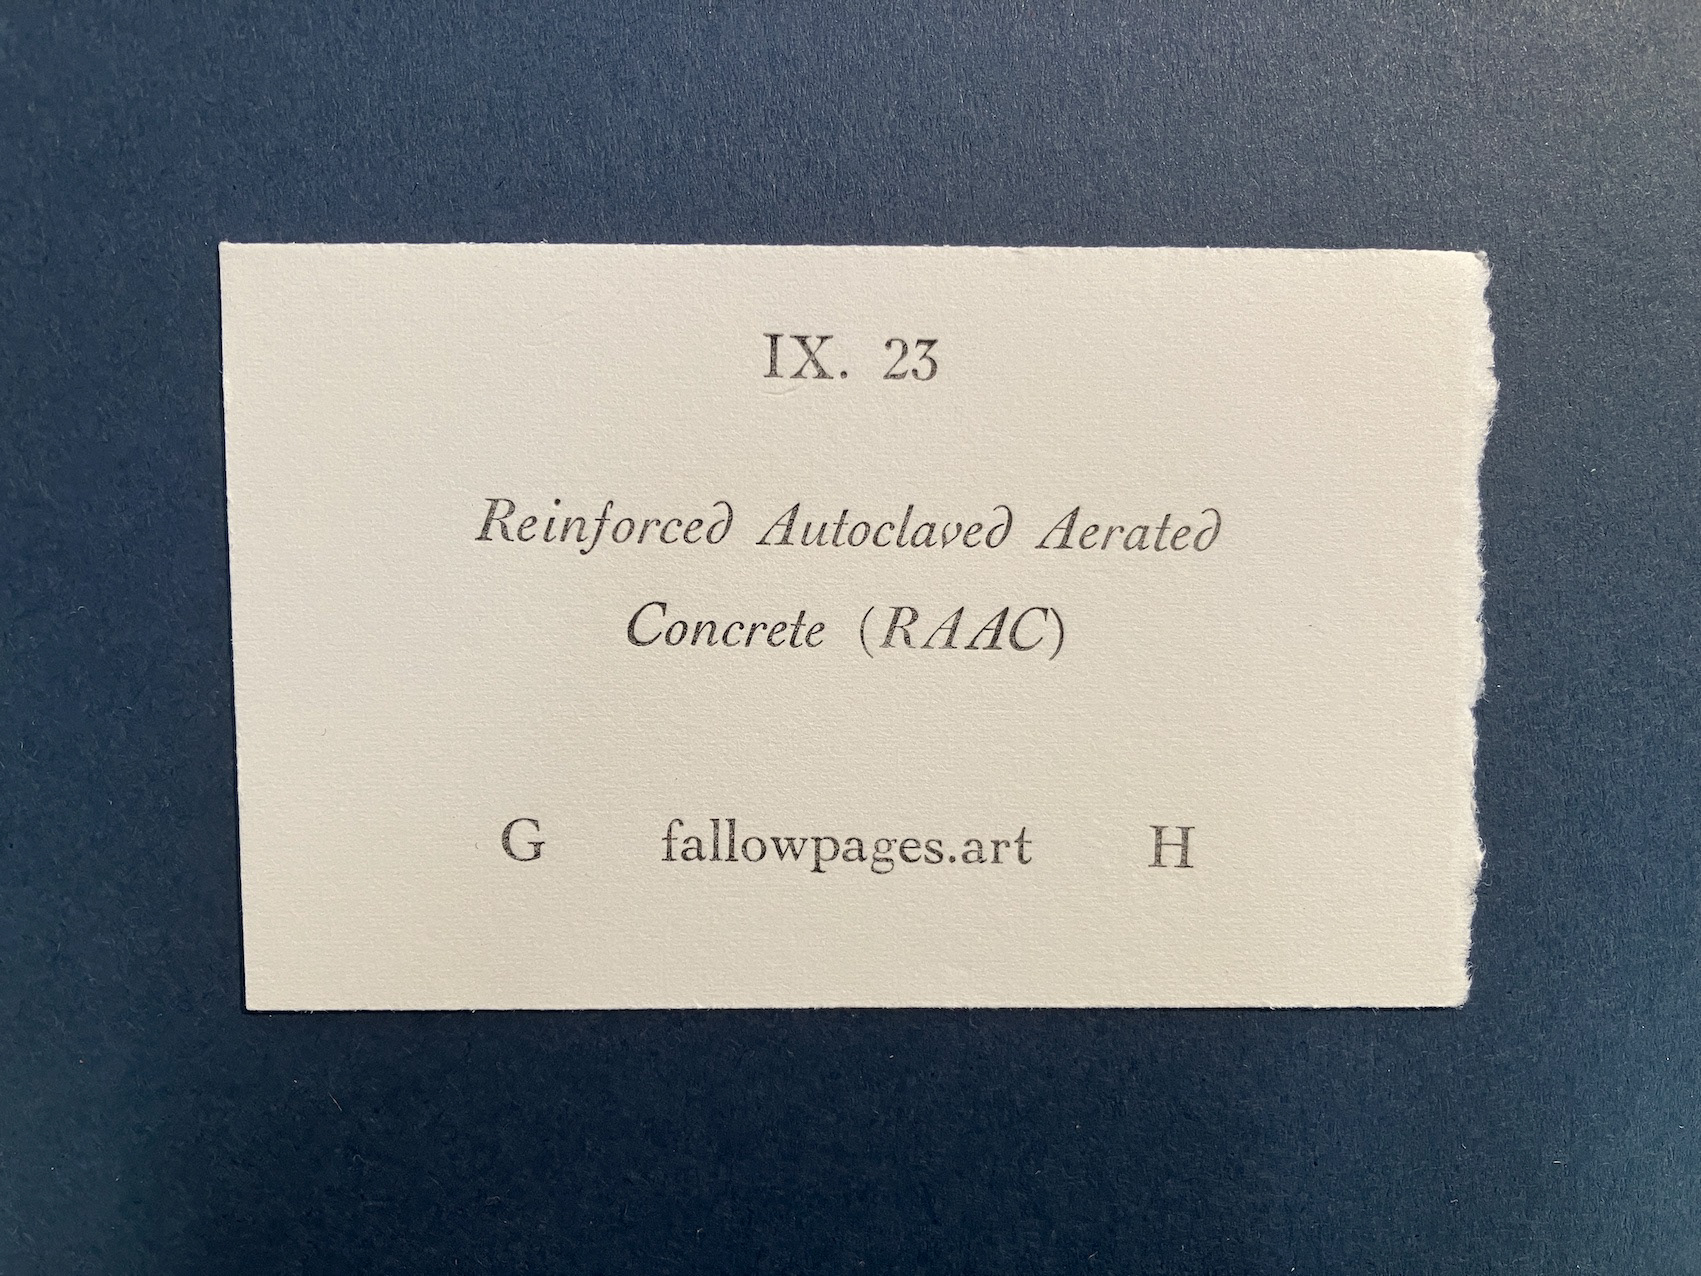 IX. 23
Reinforced Autoclaved Aerated
Concrete (RAAC)
G fallowpages.art H